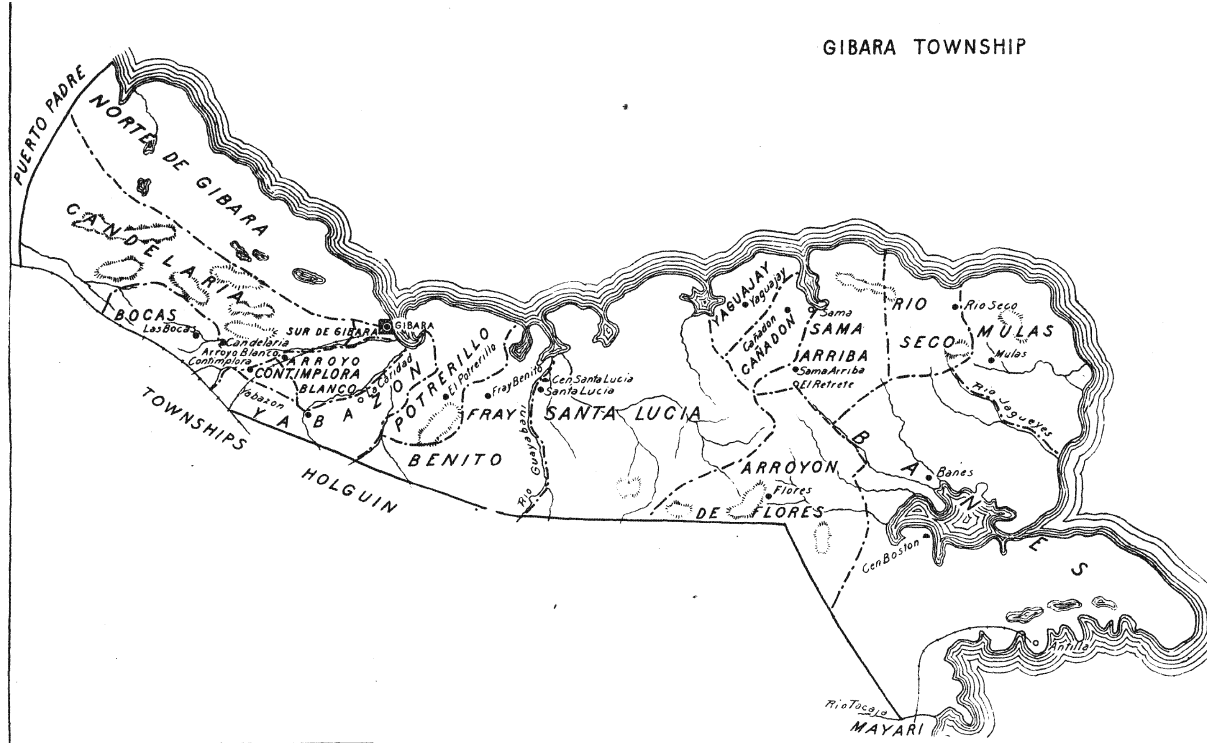 GIBARA TOWNSHIP
PUERTO PADRE
NORTE DE GIBARA
CANDELARIA
BOCAS
Las Bocas
SUR DE GIBARA
GIBARA
Candelaria
Arroyo Blanco
Contimplora
ARROYO
CONTIMPLORA
BLANCO
Yabazon
YABAZON
Caridad
POTRERILLO
El Potrerillo
Fray Benito
FRAY
BENITO
Cen Santa Lucia
Santa Lucia
SANTA LUCIA
Rio Guayeyanui
YAGUAJAY
Yaguajay
Cañadon
CAÑADON
Sama
SAMA
ARRIBA
Sama Arriba
El Retrete
RIO
SECO
Rio Seco
MULAS
Mulas
Rio Jagueyes
ARROYON
DE FLORES
Flores
BANES
Banes
Cen Boston
Antilla
Rio Tacaja
MAYARI
TOWNSHIPS
HOLGUIN